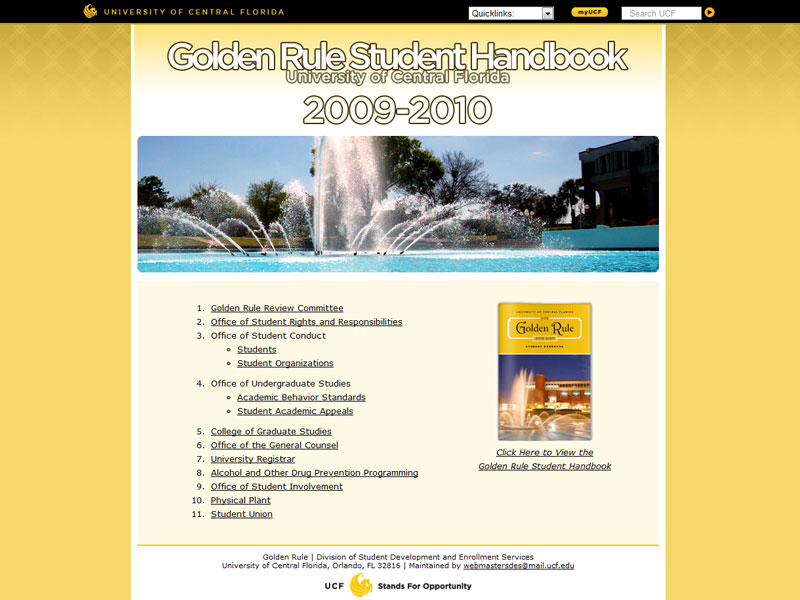 UNIVERSITY OF CENTRAL FLORIDA
Quicklinks:
myUCF
Search UCF
Golden Rule Student Handbook
University of Central Florida
2009-2010
1. Golden Rule Review Committee
2. Office of Student Rights and Responsibilities
3. Office of Student Conduct
Students
Student Organizations
4. Office of Undergraduate Studies
Academic Behavior Standards
Student Academic Appeals
5. College of Graduate Studies
6. Office of the General Counsel
7. University Registrar
8. Alcohol and Other Drug Prevention Programming
9. Office of Student Involvement
10. Physical Plant
11. Student Union
UNIVERSITY OF CENTRAL FLORIDA
Golden Rule
STUDENT HANDBOOK
Click Here to View the
Golden Rule Student Handbook
Golden Rule | Division of Student Development and Enrollment Services
University of Central Florida, Orlando, FL 32816 | Maintained by webmastersdes@mail.ucf.edu
UCF Stands For Opportunity